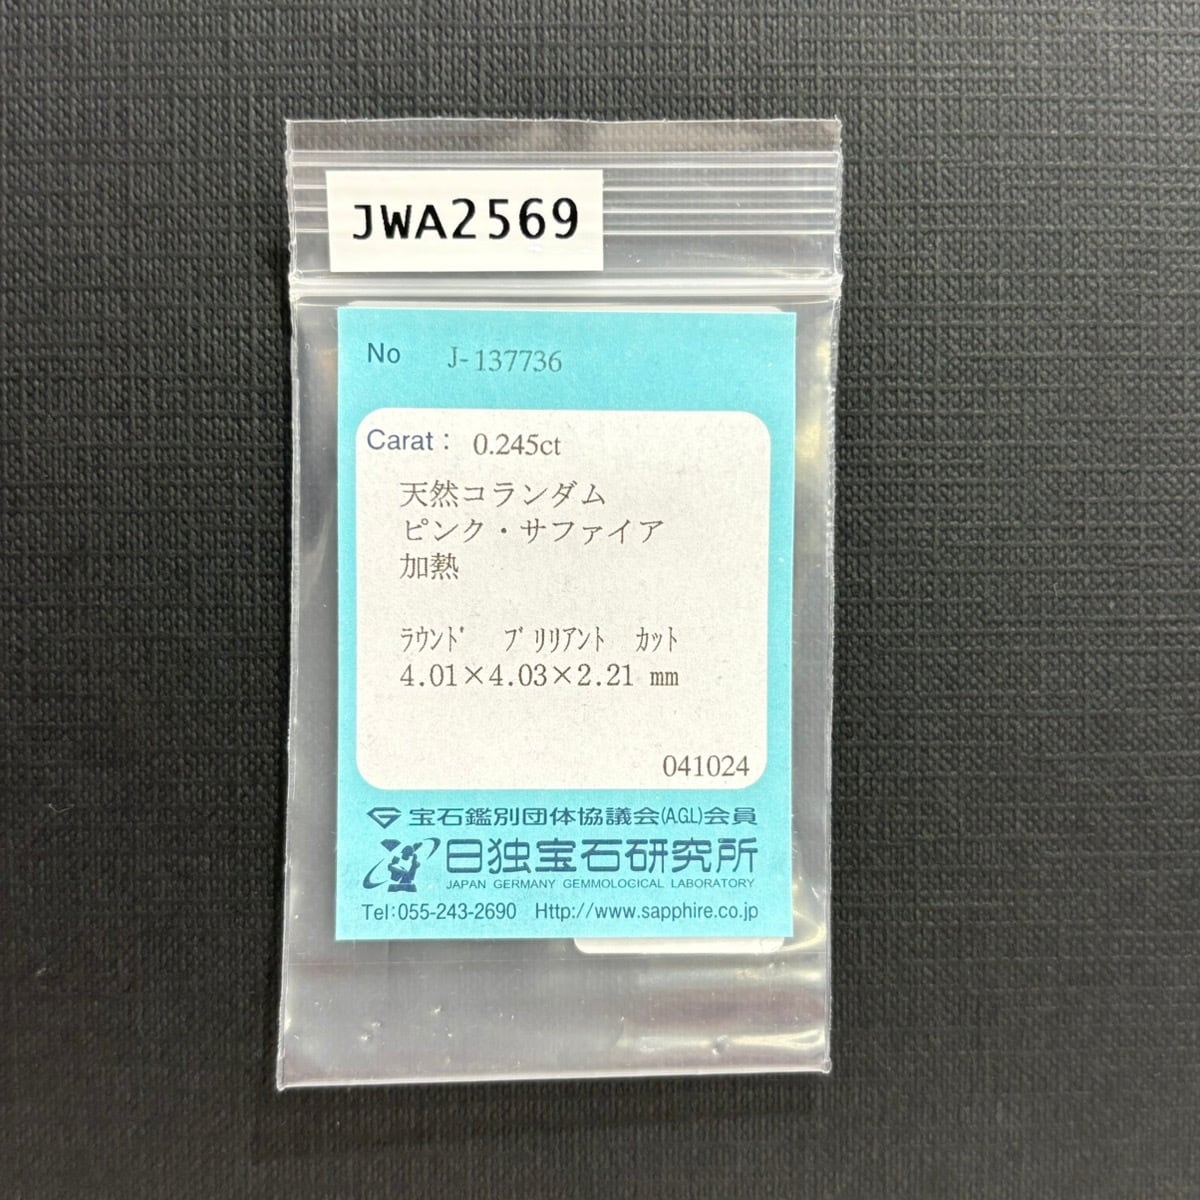 JWA2569
No J-137736
Carat: 0.245ct
天然コランダム
ピンク・サファイア
加熱
ﾗｳﾝﾄﾞ ﾌﾞﾘﾘｱﾝﾄ ｶｯﾄ
4.01×4.03×2.21 mm
041024
宝石鑑別団体協議会(AGL)会員
日独宝石研究所
JAPAN GERMANY GEMMOLOGICAL LABORATORY
Tel:055-243-2690 Http://www.sapphire.co.jp